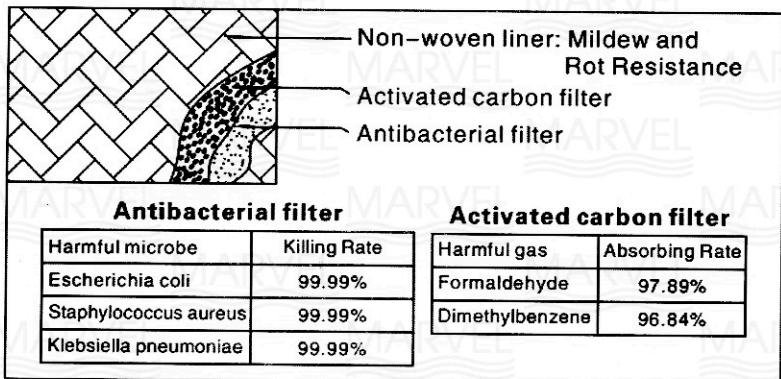 Non-woven liner: Mildew and
Rot Resistance
Activated carbon filter
Antibacterial filter
Antibacterial filter
Harmful microbe Killing Rate
Escherichia coli 99.99%
Staphylococcus aureus 99.99%
Klebsiella pneumoniae 99.99%
Activated carbon filter
Harmful gas Absorbing Rate
Formaldehyde 97.89%
Dimethylbenzene 96.84%
MARVEL
MARVEL
MARVEL
MARVEL
MARVEL
MARVEL
MARVEL